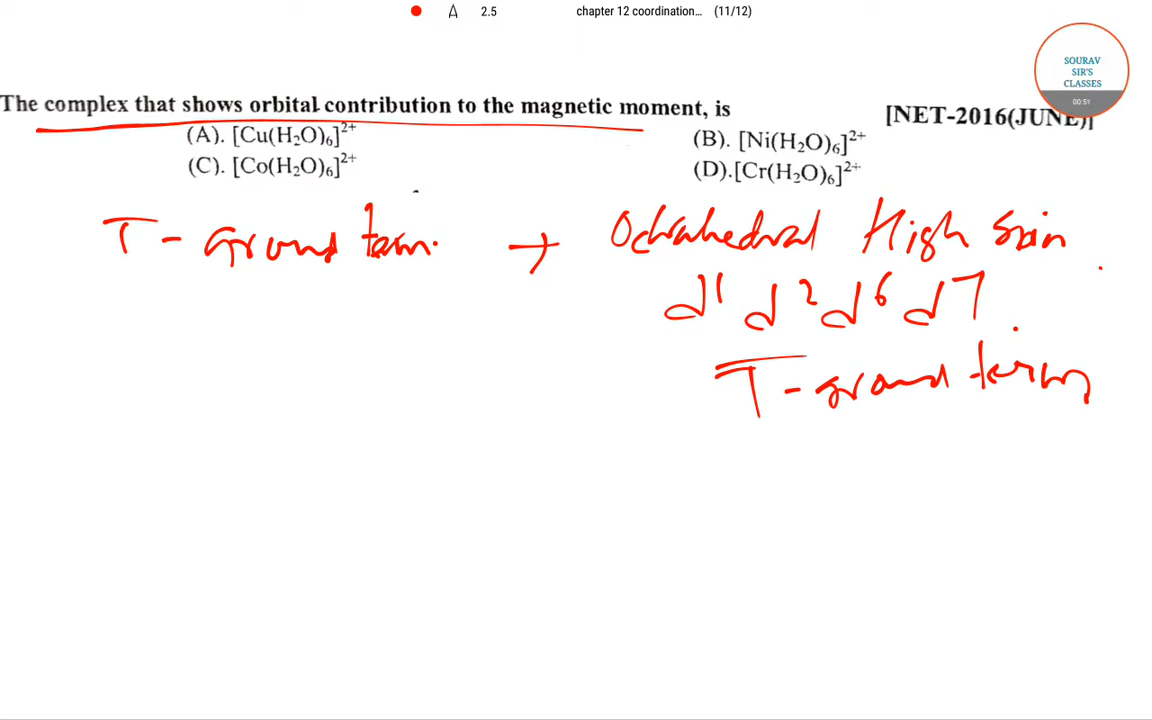 2.5 chapter 12 coordination... (11/12)
SOURAV
SIR'S
CLASSES
00:51
The complex that shows orbital contribution to the magnetic moment, is [NET-2016(JUNE)]
(A). [Cu(H₂O)₆]²⁺ (B). [Ni(H₂O)₆]²⁺
(C). [Co(H₂O)₆]²⁺ (D).[Cr(H₂O)₆]²⁺
T - Ground term. → Octahedral High Spin
d¹ d² d⁶ d⁷
T - ground term